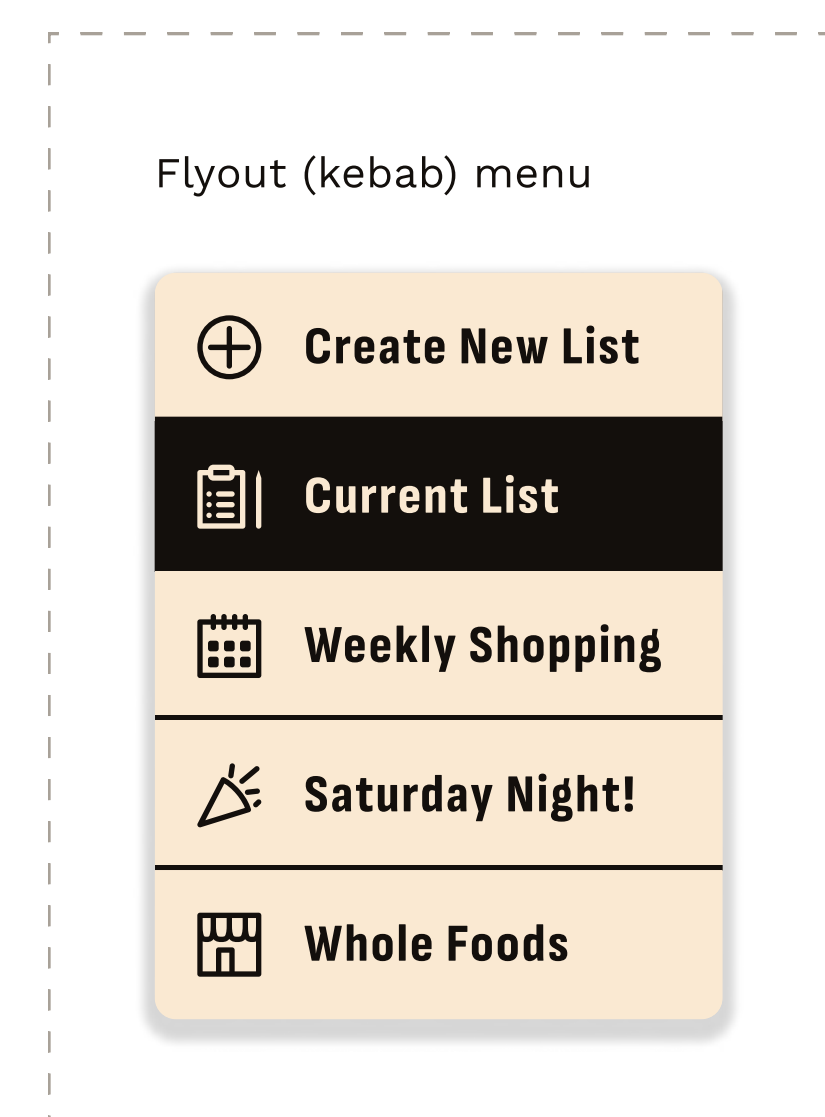 Flyout (kebab) menu
Create New List
Current List
Weekly Shopping
Saturday Night!
Whole Foods